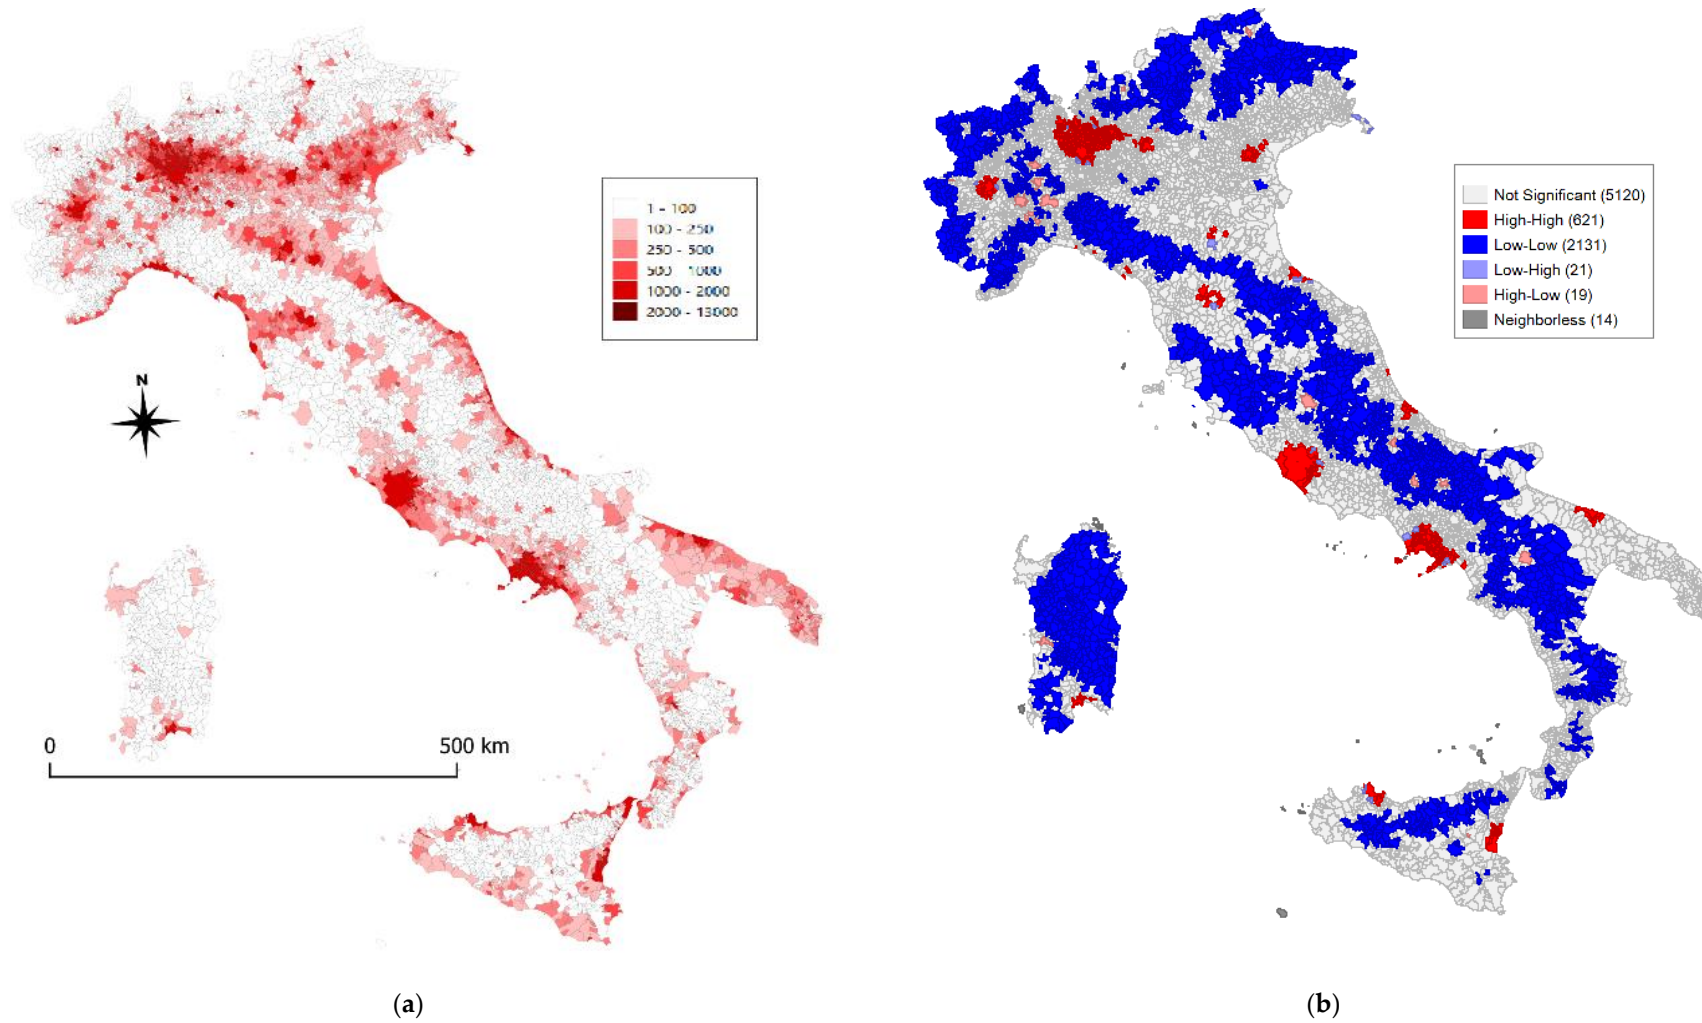 1 - 100
100 - 250
250 - 500
500 - 1000
1000 - 2000
2000 - 13000
N
0
500 km
Not Significant (5120)
High-High (621)
Low-Low (2131)
Low-High (21)
High-Low (19)
Neighborless (14)
(a)
(b)